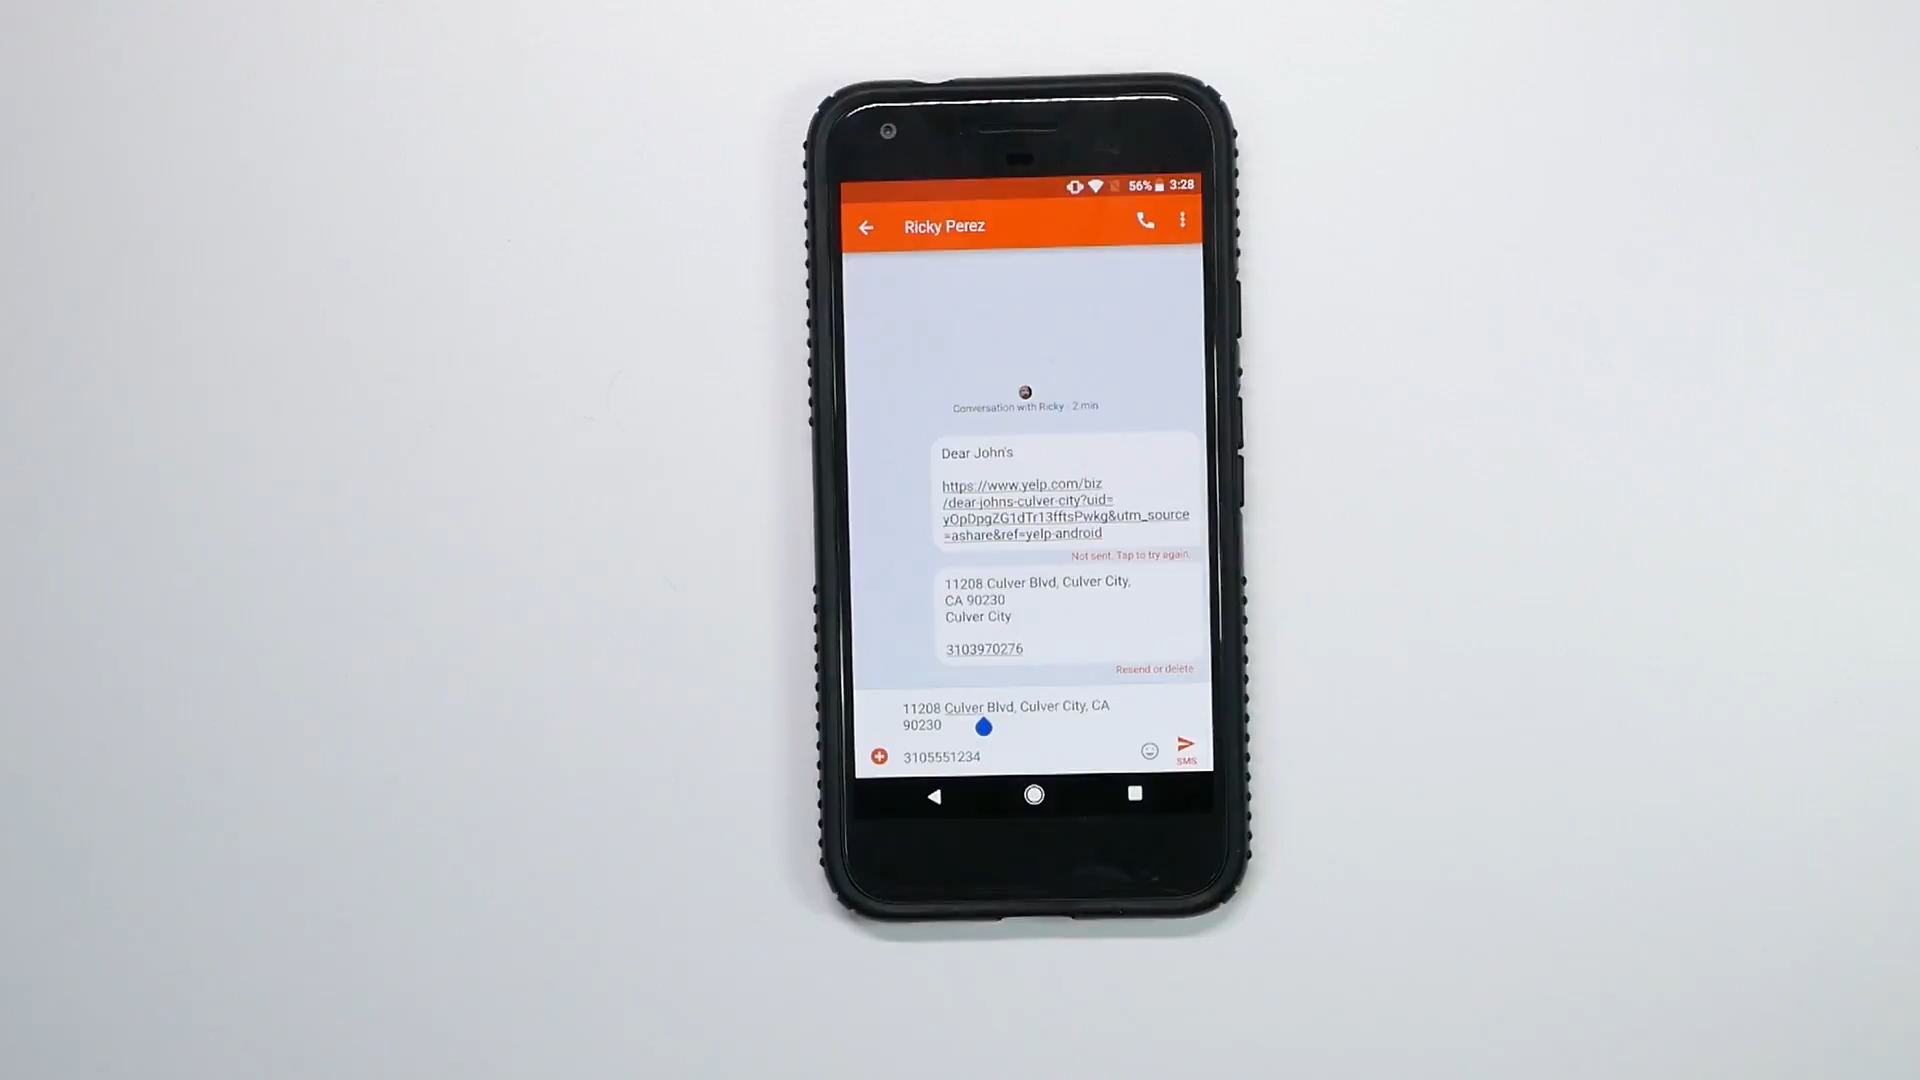 56% 3:28
Ricky Perez
Conversation with Ricky · 2 min
Dear John's
https://www.yelp.com/biz
/dear-johns-culver-city?uid=
yOpDpgZG1dTr13fftsPwkg&utm_source
=ashare&ref=yelp-android
Not sent. Tap to try again.
11208 Culver Blvd, Culver City,
CA 90230
Culver City
3103970276
Resend or delete
11208 Culver Blvd, Culver City, CA
90230
3105551234
SMS